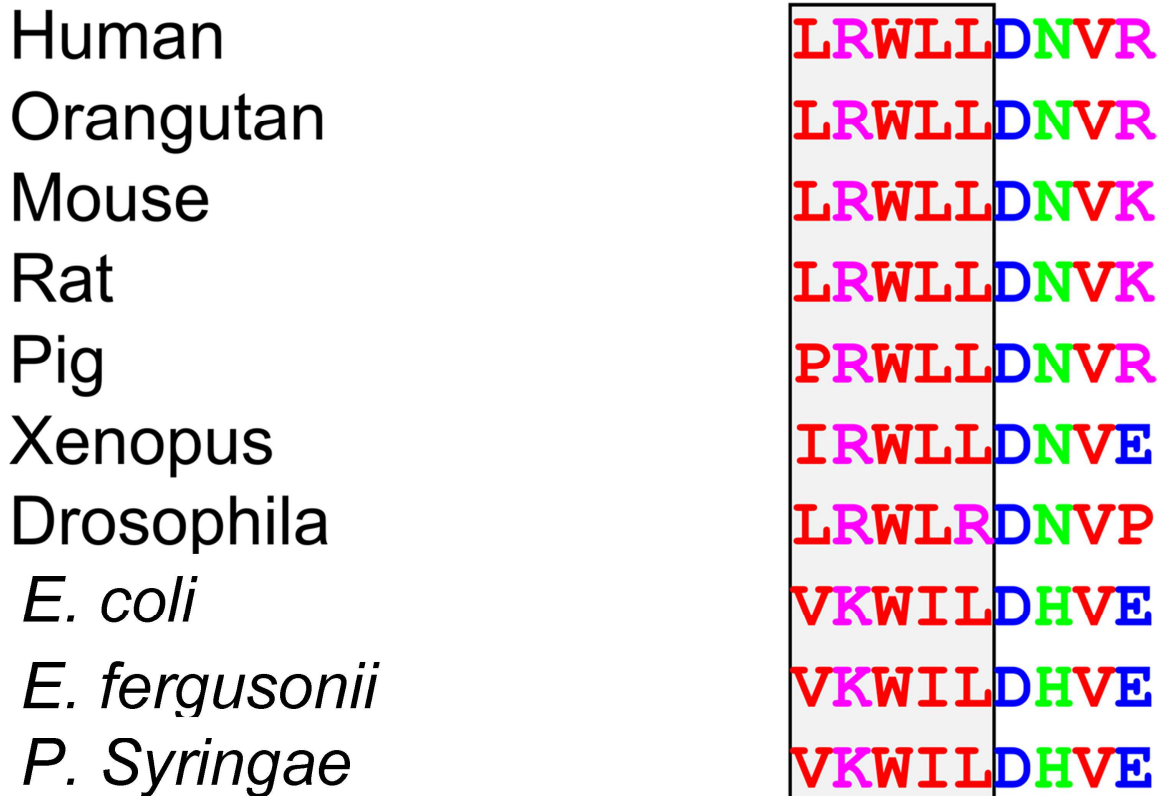 Human LRWLLDNVR
Orangutan LRWLLDNVR
Mouse LRWLLDNVK
Rat LRWLLDNVK
Pig PRWLLDNVR
Xenopus IRWLLDNVE
Drosophila LRWLRDNVP
E. coli VKWILDHVE
E. fergusonii VKWILDHVE
P. Syringae VKWILDHVE